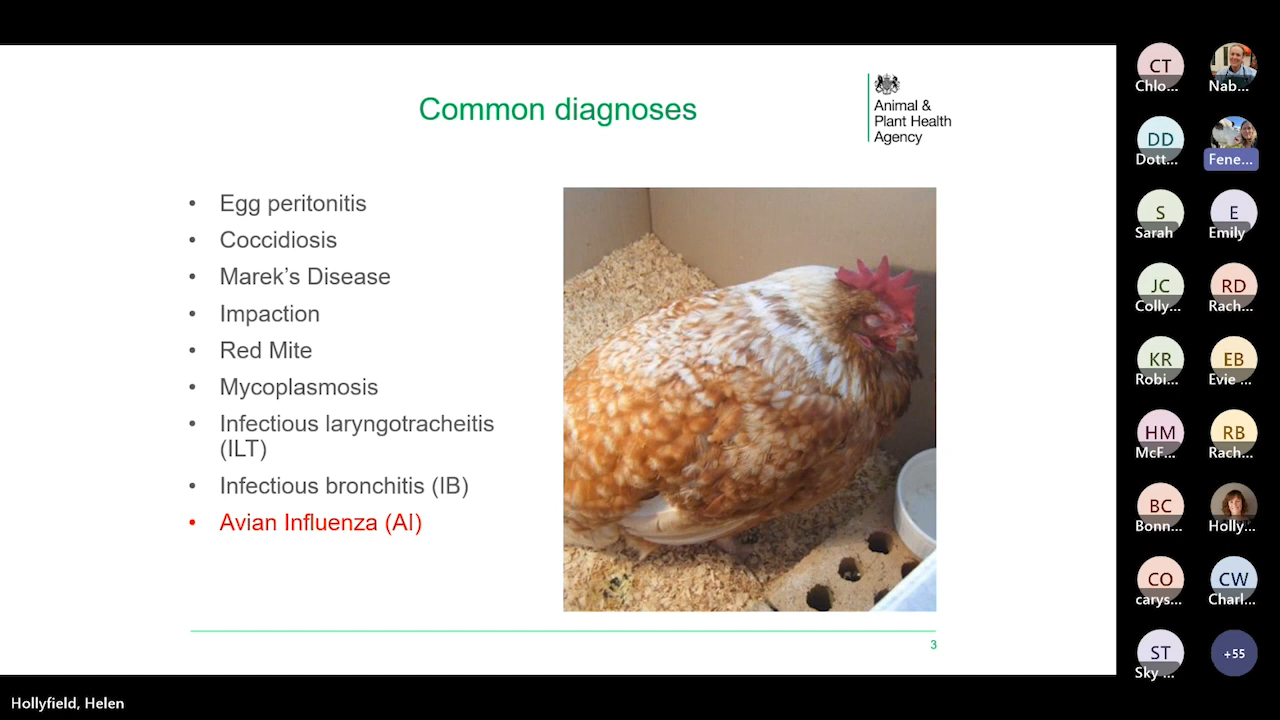 Common diagnoses
Animal &
Plant Health
Agency
• Egg peritonitis
• Coccidiosis
• Marek’s Disease
• Impaction
• Red Mite
• Mycoplasmosis
• Infectious laryngotracheitis
(ILT)
• Infectious bronchitis (IB)
• Avian Influenza (AI)
3
CT
Chlo...
Nab...
DD
Dott...
Fene...
S
Sarah
E
Emily
JC
Colly...
RD
Rach...
KR
Robi...
EB
Evie ...
HM
McF...
RB
Rach...
BC
Bonn...
Holly...
CO
carys...
CW
Charl...
ST
Sky ...
+55
Hollyfield, Helen